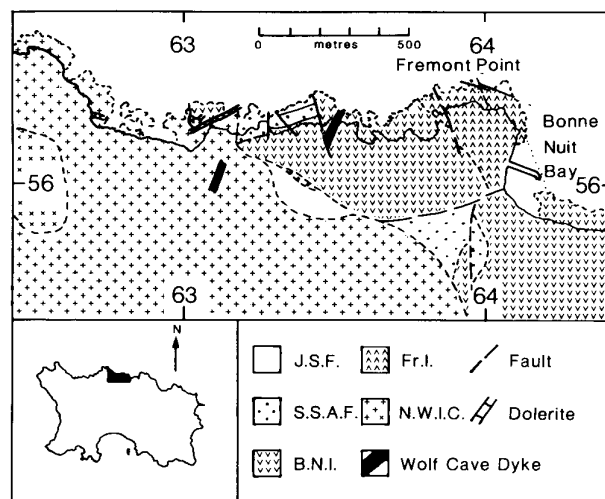 63
64
0 metres 500
Fremont Point
Bonne
Nuit
Bay
56
56
63
64
N
J.S.F.
Fr.I.
Fault
S.S.A.F.
N.W.I.C.
Dolerite
B.N.I.
Wolf Cave Dyke